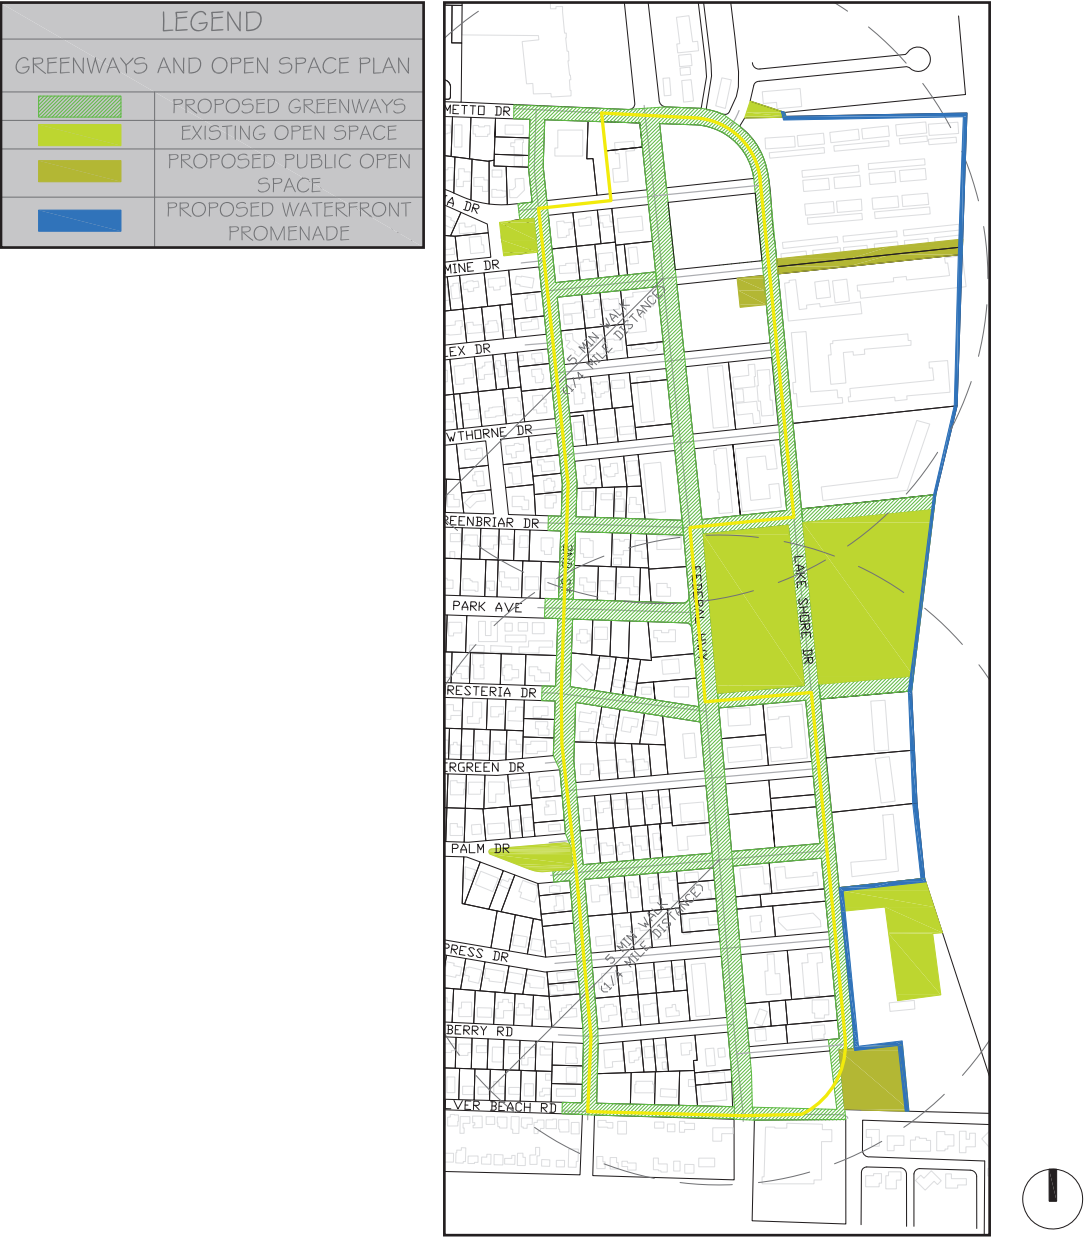 LEGEND
GREENWAYS AND OPEN SPACE PLAN
PROPOSED GREENWAYS
EXISTING OPEN SPACE
PROPOSED PUBLIC OPEN
SPACE
PROPOSED WATERFRONT
PROMENADE
METTO DR
A DR
MINE DR
5 MIN WALK
(1/4 MILE DISTANCE)
EX DR
WTHORNE DR
REENBRIAR DR
PARK AVE
LAKE SHORE DR
RESTERIA DR
ERGREEN DR
PALM DR
5 MIN WALK
(1/4 MILE DISTANCE)
PRESS DR
BERRY RD
VER BEACH RD